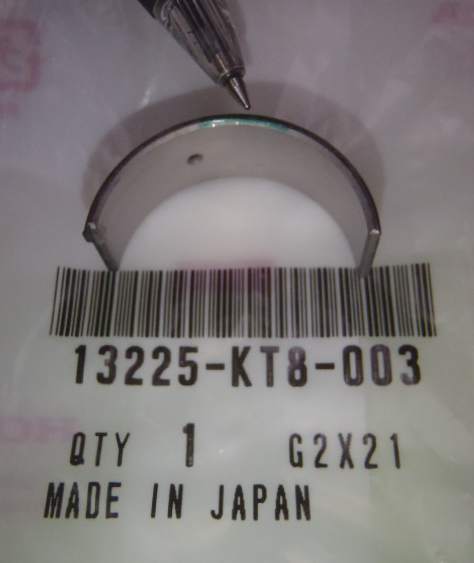 13225-KT8-003
QTY 1 G2X21
MADE IN JAPAN